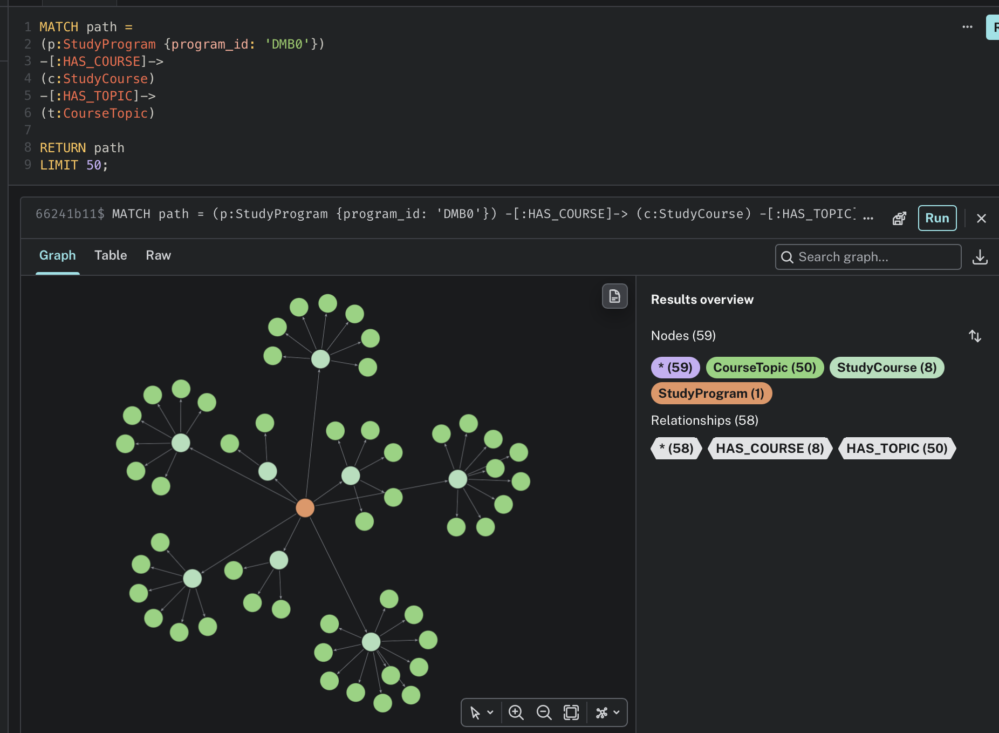 1 MATCH path =
2 (p:StudyProgram {program_id: 'DMB0'})
3 -[:HAS_COURSE]->
4 (c:StudyCourse)
5 -[:HAS_TOPIC]->
6 (t:CourseTopic)
7
8 RETURN path
9 LIMIT 50;
66241b11$ MATCH path = (p:StudyProgram {program_id: 'DMB0'}) -[:HAS_COURSE]-> (c:StudyCourse) -[:HAS_TOPIC] ... Run
Graph Table Raw
Search graph...
Results overview
Nodes (59)
* (59) CourseTopic (50) StudyCourse (8)
StudyProgram (1)
Relationships (58)
* (58) HAS_COURSE (8) HAS_TOPIC (50)